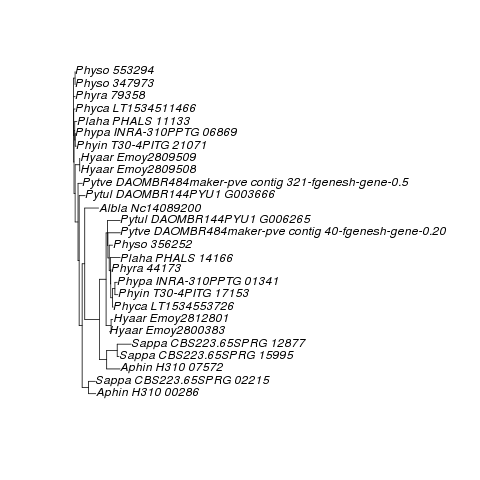 Physo 553294
Physo 347973
Phyra 79358
Phyca LT1534511466
Plaha PHALS 11133
Phypa INRA-310PPTG 06869
Phyin T30-4PITG 21071
Hyaar Emoy2809509
Hyaar Emoy2809508
Pytve DAOMBR484maker-pve contig 321-fgenesh-gene-0.5
Pytul DAOMBR144PYU1 G003666
Albla Nc14089200
Pytul DAOMBR144PYU1 G006265
Pytve DAOMBR484maker-pve contig 40-fgenesh-gene-0.20
Physo 356252
Plaha PHALS 14166
Phyra 44173
Phypa INRA-310PPTG 01341
Phyin T30-4PITG 17153
Phyca LT1534553726
Hyaar Emoy2812801
Hyaar Emoy2800383
Sappa CBS223.65SPRG 12877
Sappa CBS223.65SPRG 15995
Aphin H310 07572
Sappa CBS223.65SPRG 02215
Aphin H310 00286